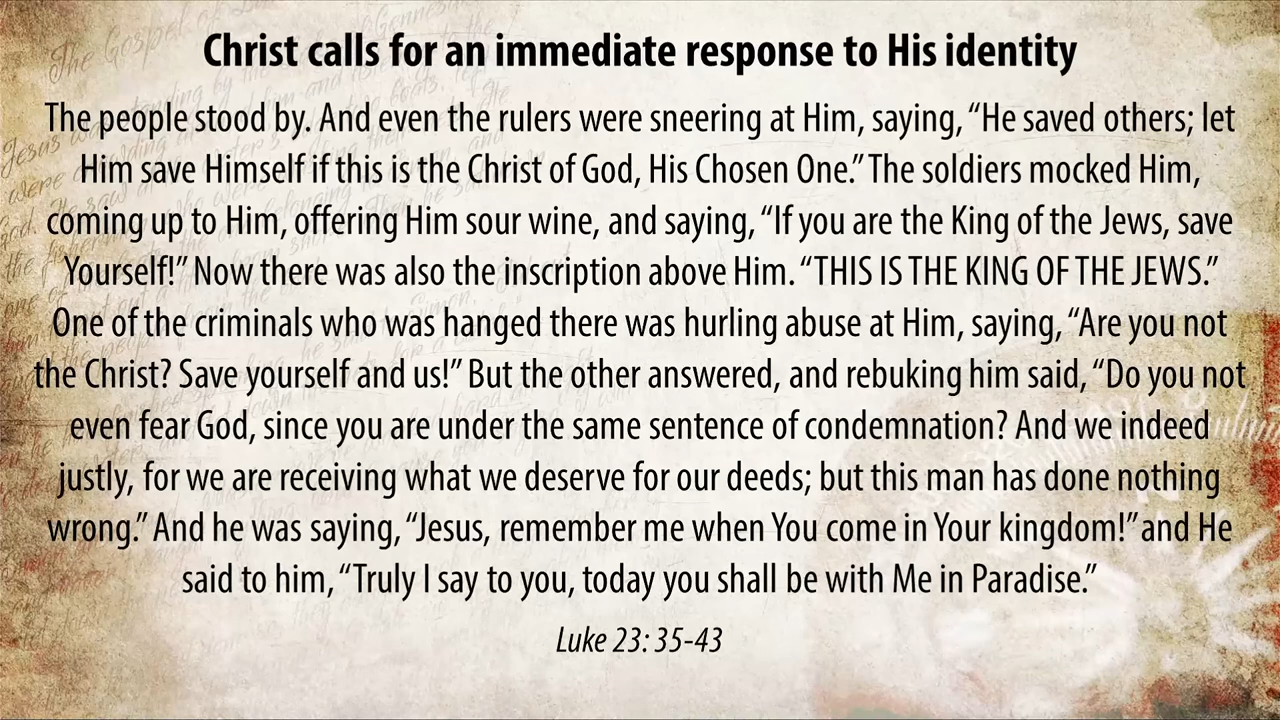 Christ calls for an immediate response to His identity
The people stood by. And even the rulers were sneering at Him, saying, “He saved others; let
Him save Himself if this is the Christ of God, His Chosen One.” The soldiers mocked Him,
coming up to Him, offering Him sour wine, and saying, “If you are the King of the Jews, save
Yourself!” Now there was also the inscription above Him. “THIS IS THE KING OF THE JEWS.”
One of the criminals who was hanged there was hurling abuse at Him, saying, “Are you not
the Christ? Save yourself and us!” But the other answered, and rebuking him said, “Do you not
even fear God, since you are under the same sentence of condemnation? And we indeed
justly, for we are receiving what we deserve for our deeds; but this man has done nothing
wrong.” And he was saying, “Jesus, remember me when You come in Your kingdom!” and He
said to him, “Truly I say to you, today you shall be with Me in Paradise.”
Luke 23: 35-43
The Gospel of